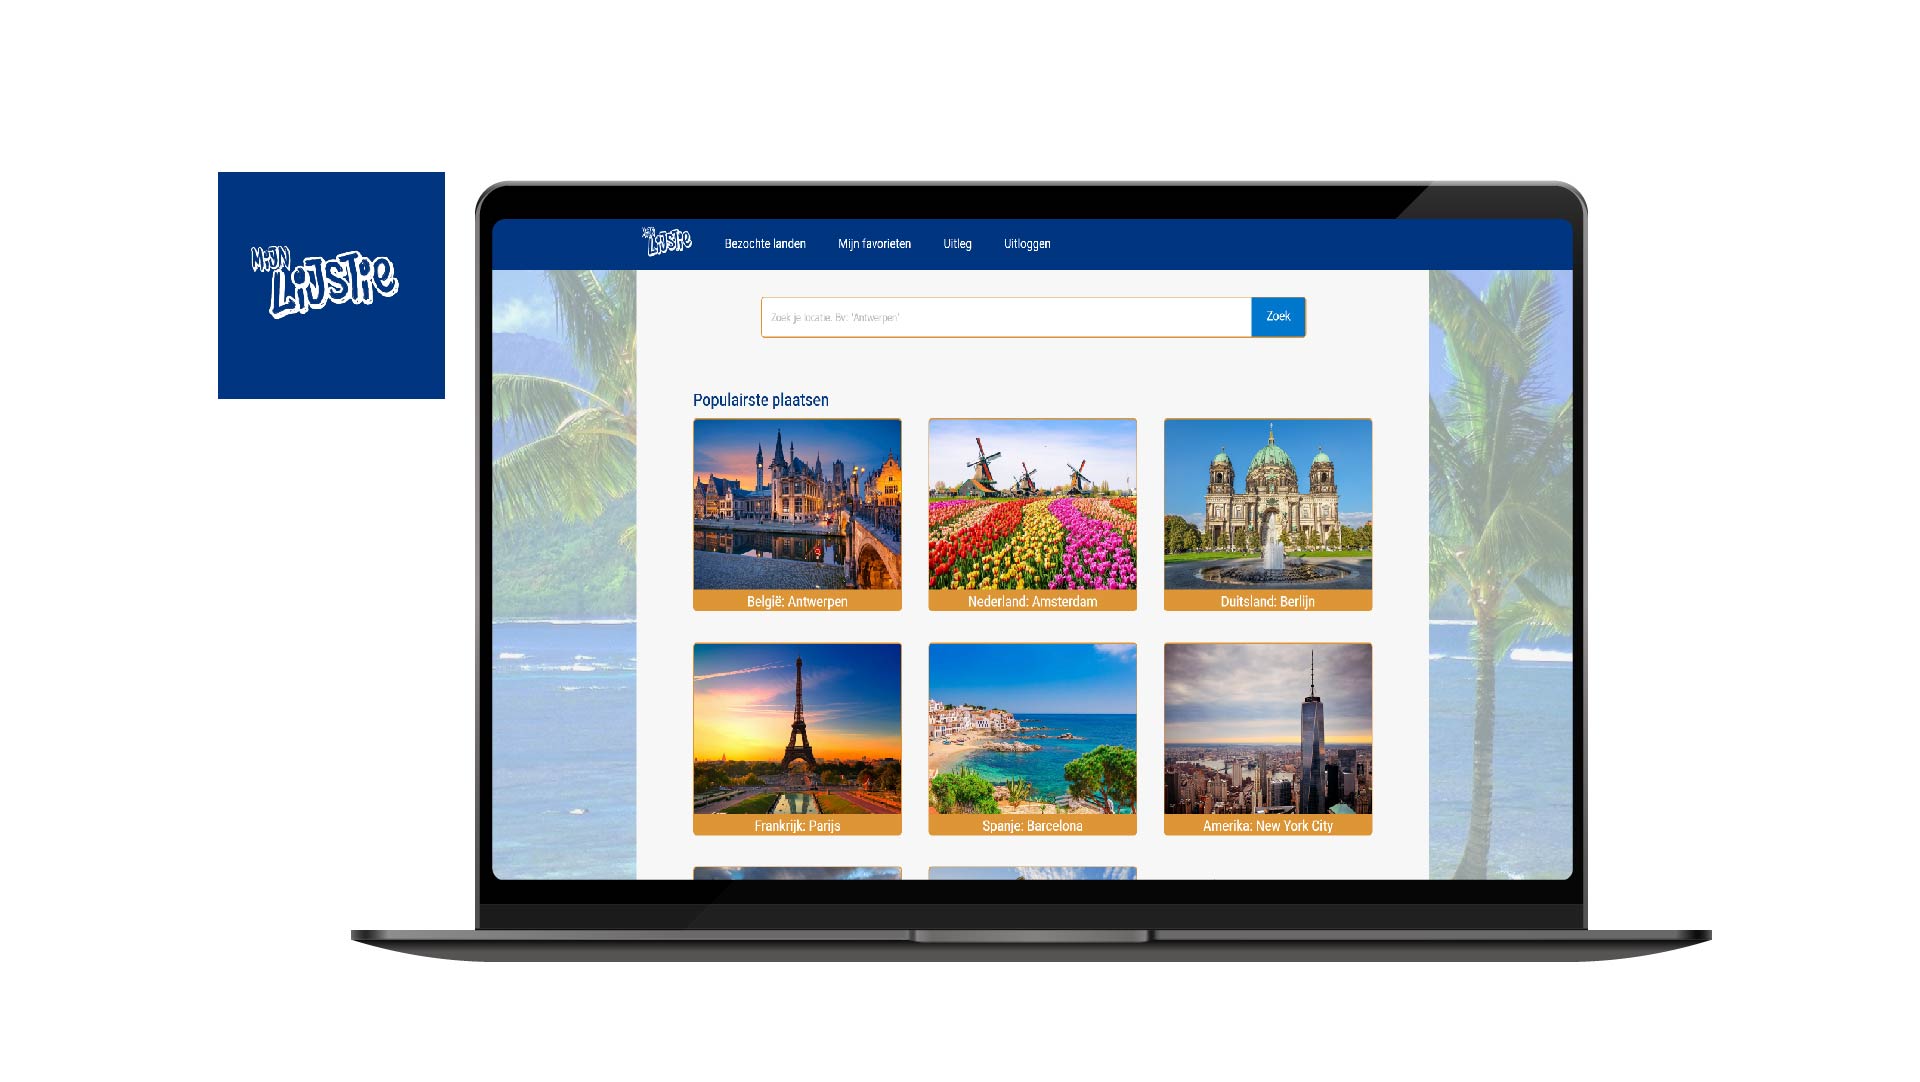 MIJN
LIJSTJE
MIJN
LIJSTJE
Bezochte landen
Mijn favorieten
Uitleg
Uitloggen
Zoek je locatie. Bv: 'Antwerpen'
Zoek
Populairste plaatsen
België: Antwerpen
Nederland: Amsterdam
Duitsland: Berlijn
Frankrijk: Parijs
Spanje: Barcelona
Amerika: New York City